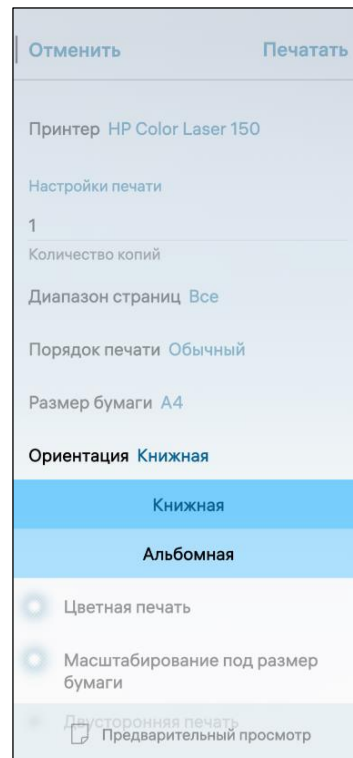 Отменить Печатать
Принтер HP Color Laser 150
Настройки печати
1
Количество копий
Диапазон страниц Все
Порядок печати Обычный
Размер бумаги A4
Ориентация Книжная
Книжная
Альбомная
Цветная печать
Масштабирование под размер
бумаги
Двусторонняя печать
Предварительный просмотр